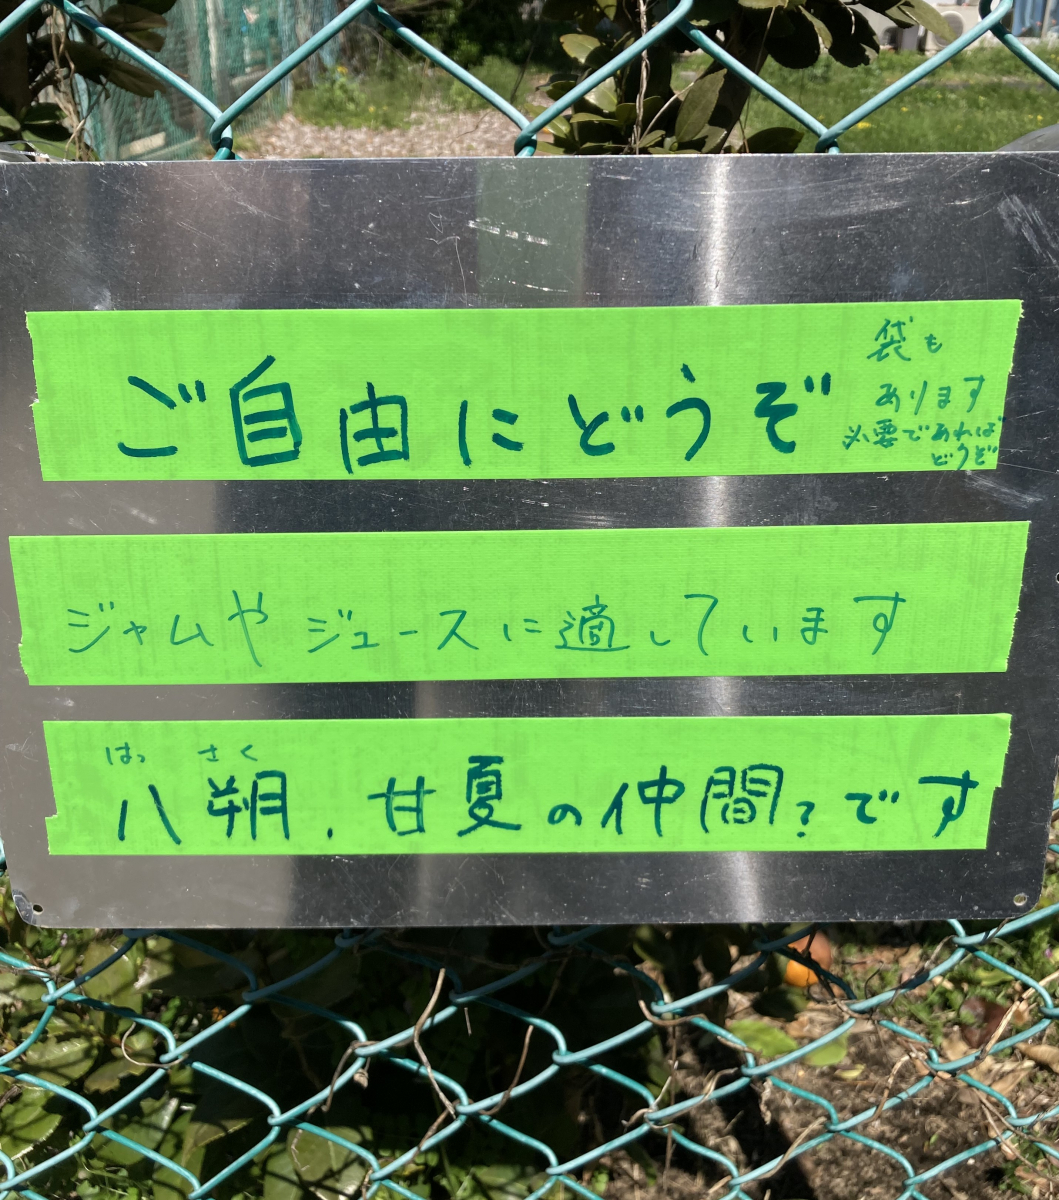 ご自由にどうぞ
袋も
あります
必要であれば
どうぞ
ジャムやジュースに適しています
はっさく
八朔、甘夏の仲間？です